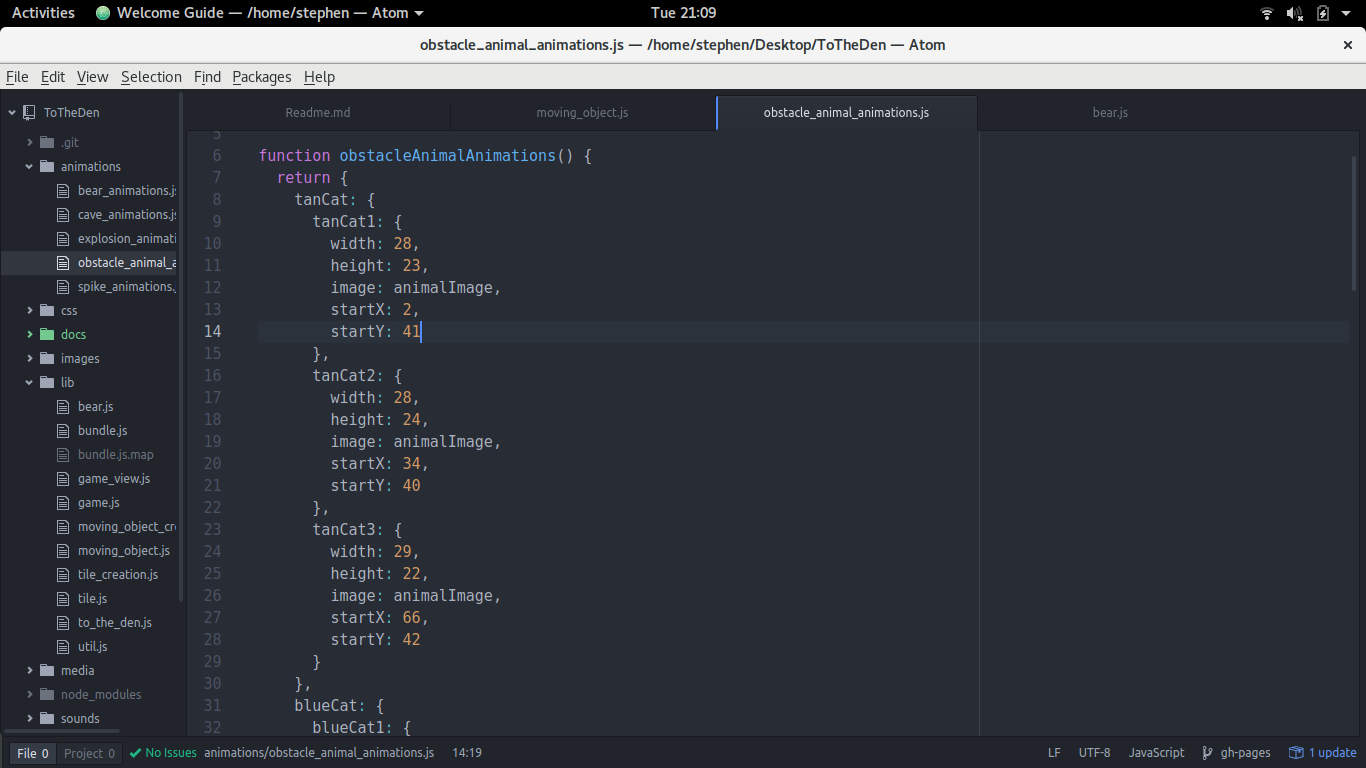 Activities Welcome Guide — /home/stephen — Atom Tue 21:09
obstacle_animal_animations.js — /home/stephen/Desktop/ToTheDen — Atom ×
File Edit View Selection Find Packages Help
ToTheDen
.git
animations
bear_animations.js
cave_animations.js
explosion_animati
obstacle_animal_a
spike_animations.
css
docs
images
lib
bear.js
bundle.js
bundle.js.map
game_view.js
game.js
moving_object_cre
moving_object.js
tile_creation.js
tile.js
to_the_den.js
util.js
media
node_modules
sounds
Readme.md moving_object.js obstacle_animal_animations.js bear.js
5
6 function obstacleAnimalAnimations() {
7 return {
8 tanCat: {
9 tanCat1: {
10 width: 28,
11 height: 23,
12 image: animalImage,
13 startX: 2,
14 startY: 41
15 },
16 tanCat2: {
17 width: 28,
18 height: 24,
19 image: animalImage,
20 startX: 34,
21 startY: 40
22 },
23 tanCat3: {
24 width: 29,
25 height: 22,
26 image: animalImage,
27 startX: 66,
28 startY: 42
29 }
30 },
31 blueCat: {
32 blueCat1: {
File 0 Project 0 No Issues animations/obstacle_animal_animations.js 14:19 LF UTF-8 JavaScript gh-pages 1 update